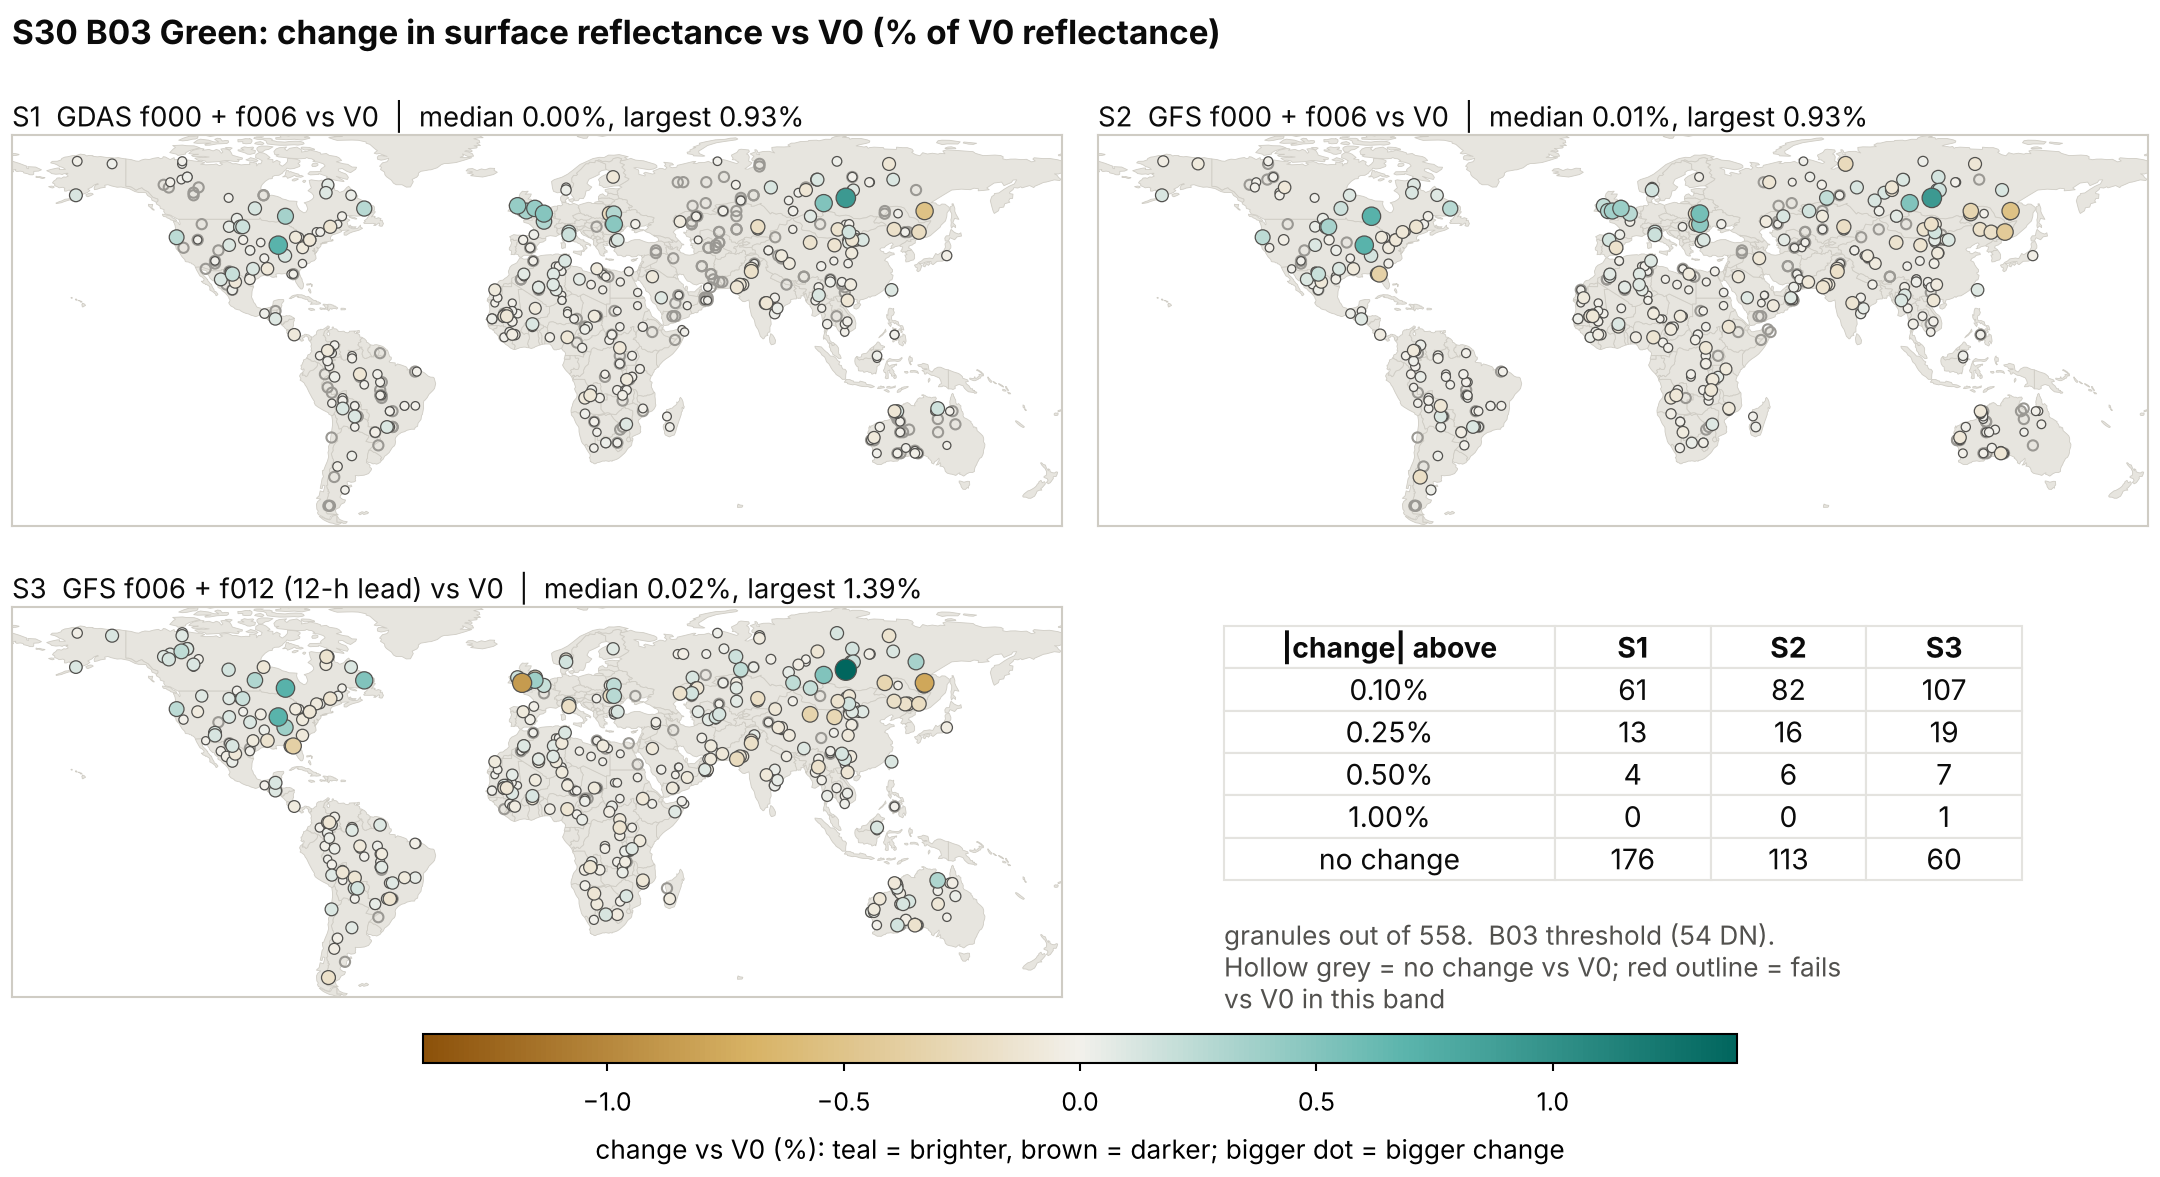 S30 B03 Green: change in surface reflectance vs V0 (% of V0 reflectance)
S1 GDAS f000 + f006 vs V0 | median 0.00%, largest 0.93%
S2 GFS f000 + f006 vs V0 | median 0.01%, largest 0.93%
S3 GFS f006 + f012 (12-h lead) vs V0 | median 0.02%, largest 1.39%
|change| above S1 S2 S3
0.10% 61 82 107
0.25% 13 16 19
0.50% 4 6 7
1.00% 0 0 1
no change 176 113 60
granules out of 558. B03 threshold (54 DN).
Hollow grey = no change vs V0; red outline = fails
vs V0 in this band
−1.0 −0.5 0.0 0.5 1.0
change vs V0 (%): teal = brighter, brown = darker; bigger dot = bigger change